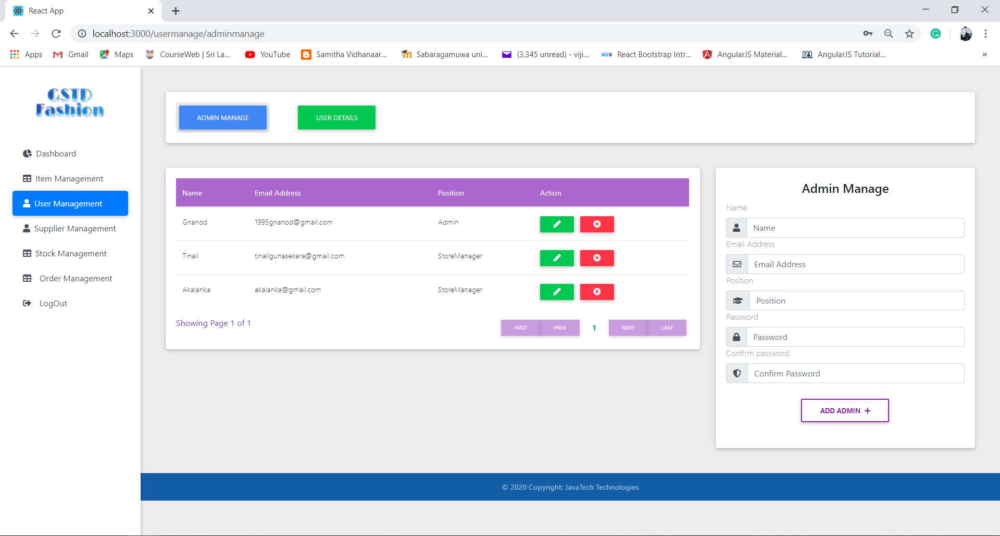 React App
localhost:3000/usermanage/adminmanage
Apps Gmail Maps CourseWeb | Sri La... YouTube Samitha Vidhanaar... Sabaragamuwa uni... (3,345 unread) - viji... MDB React Bootstrap Intr... AngularJS Material... AngularJS Tutorial... »
GSTD
Fashion
Dashboard
Item Management
User Management
Supplier Management
Stock Management
Order Management
LogOut
ADMIN MANAGE USER DETAILS
Name Email Address Position Action
Gnanod 1995gnanod@gmail.com Admin
Tinali tinaligunasekara@gmail.com StoreManager
Akalanka akalanka@gmail.com StoreManager
Showing Page 1 of 1 FIRST PREV 1 NEXT LAST
Admin Manage
Name
Name
Email Address
Email Address
Position
Position
Password
Password
Confirm password
Confirm Password
ADD ADMIN +
© 2020 Copyright: JavaTech Technologies